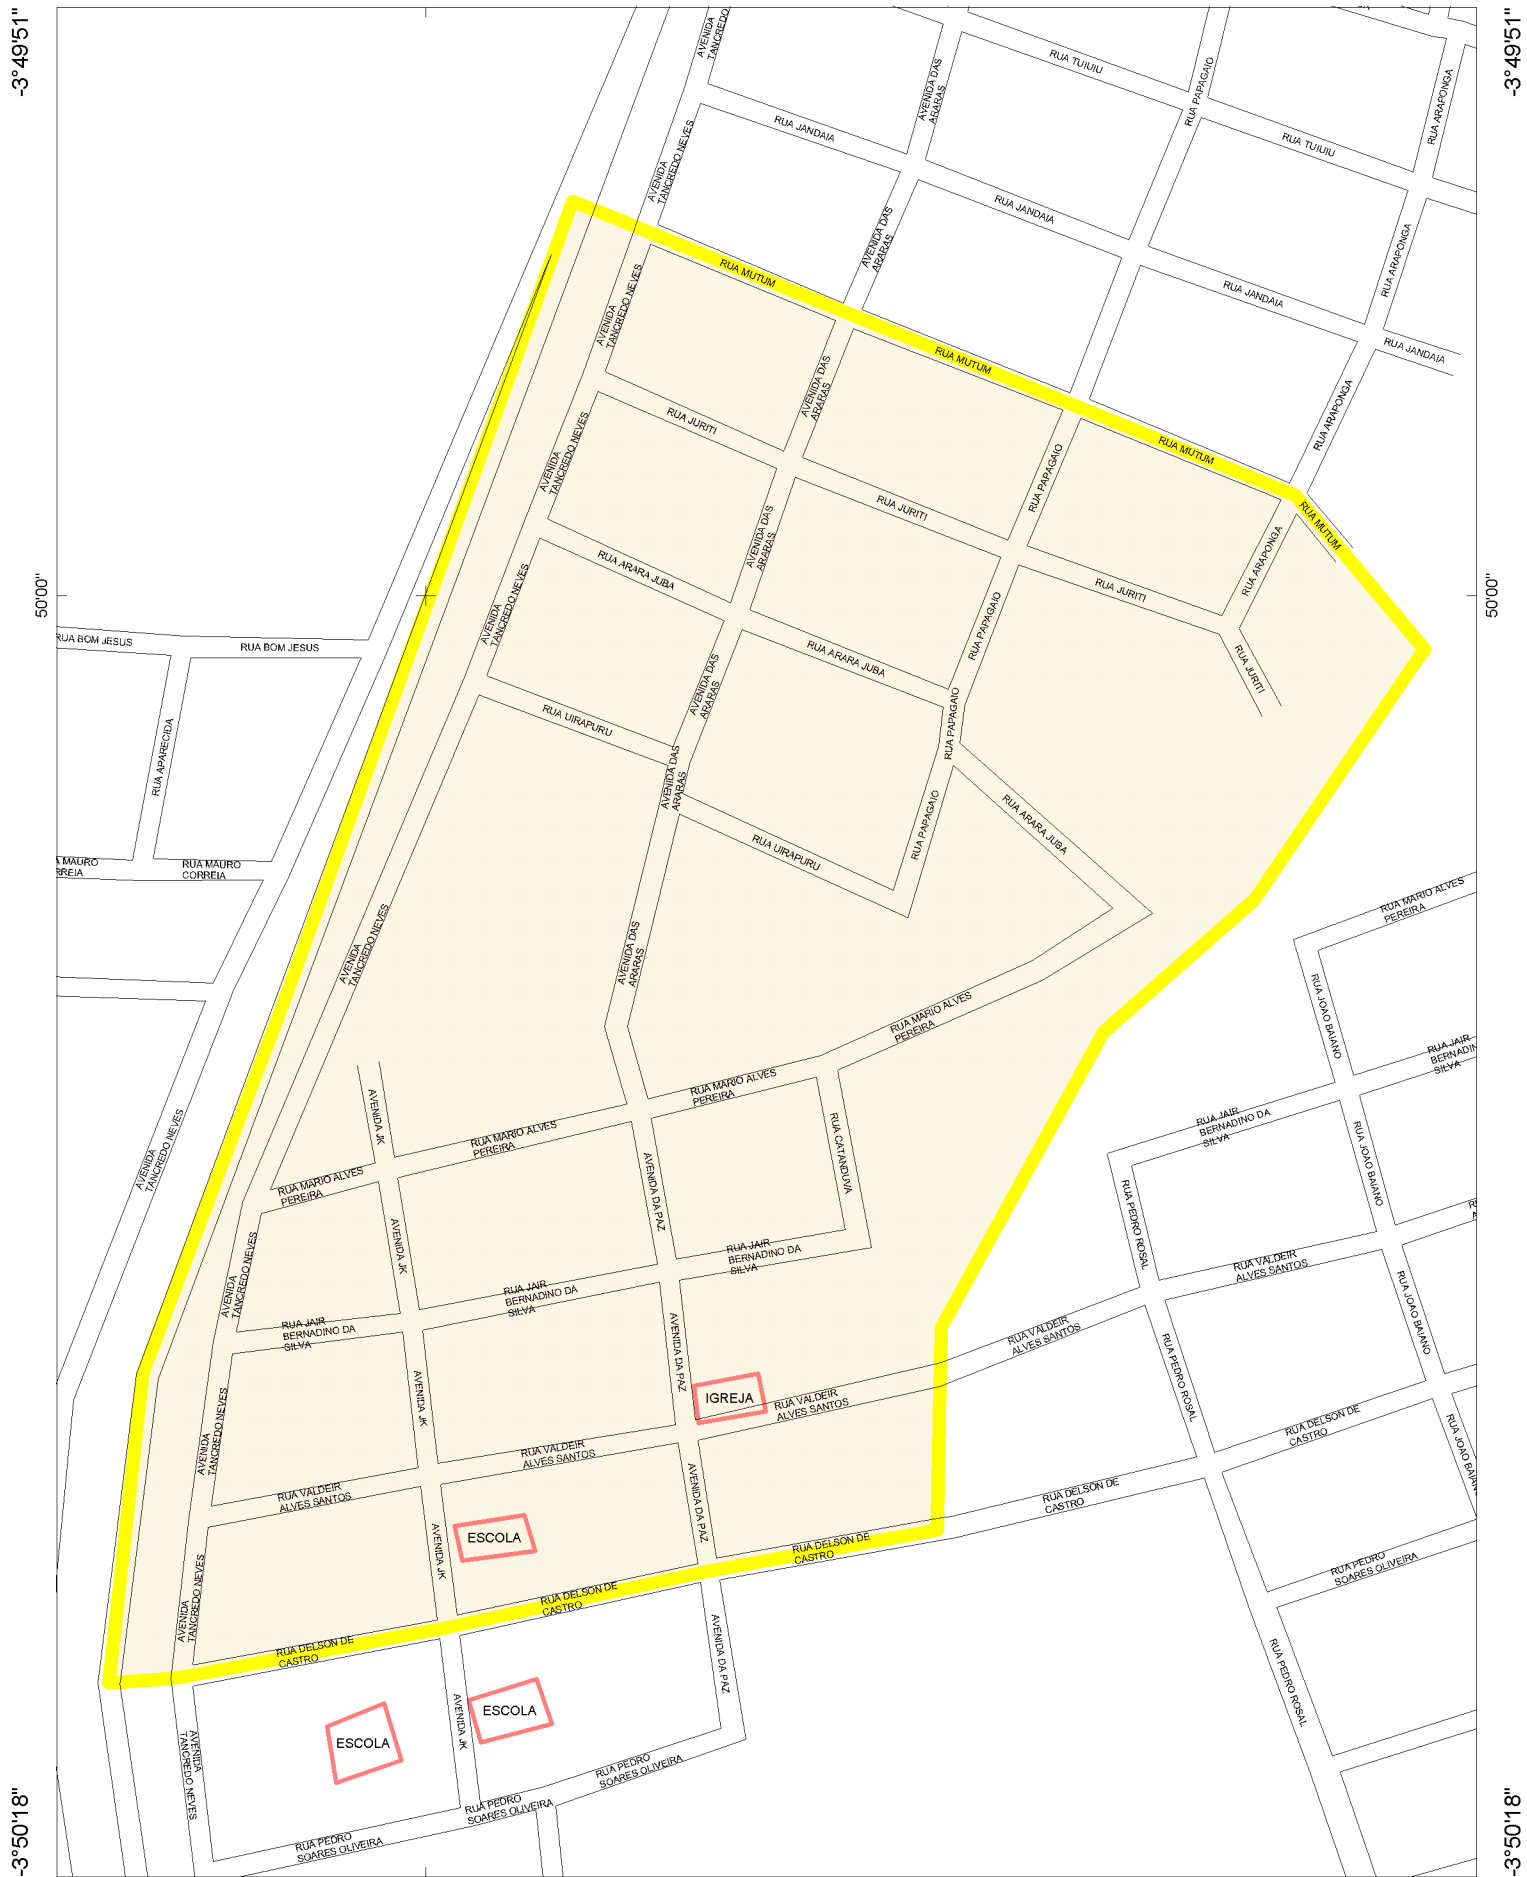 -3°49'51"
-3°49'51"
AVENIDA
TANCREDO
RUA TUIUIU
AVENIDA DAS
ARARAS
RUA PAPAGAIO
RUA ARAPONGA
RUA JANDAIA
RUA TUIUIU
AVENIDA
TANCREDO NEVES
RUA JANDAIA
AVENIDA DAS
ARARAS
RUA ARAPONGA
RUA MUTUM
RUA JANDAIA
AVENIDA
TANCREDO NEVES
RUA MUTUM
RUA JANDAIA
AVENIDA DAS
ARARAS
RUA ARAPONGA
RUA JURITI
RUA MUTUM
AVENIDA
TANCREDO NEVES
RUA PAPAGAIO
RUA JURITI
RUA MUTUM
AVENIDA DAS
ARARAS
RUA ARAPONGA
RUA ARARA JUBA
RUA JURITI
50'00"
50'00"
AVENIDA
TANCREDO NEVES
RUA PAPAGAIO
RUA BOM JESUS
RUA BOM JESUS
RUA ARARA JUBA
RUA JURITI
AVENIDA DAS
ARARAS
RUA UIRAPURU
RUA PAPAGAIO
RUA APARECIDA
AVENIDA DAS
ARARAS
RUA ARARA JUBA
RUA PAPAGAIO
RUA UIRAPURU
A MAURO
RREIA
RUA MAURO
CORREIA
RUA MARIO ALVES
PEREIRA
AVENIDA
TANCREDO NEVES
AVENIDA DAS
ARARAS
RUA MARIO ALVES
PEREIRA
RUA JOAO BAIANO
RUA JAIR
BERNADIN
SILVA
RUA MARIO ALVES
PEREIRA
AVENIDA JK
RUA JAIR
BERNADINO DA
SILVA
RUA MARIO ALVES
PEREIRA
RUA CATANDUVA
AVENIDA
TANCREDO NEVES
RUA JOAO BAIANO
RUA MARIO ALVES
PEREIRA
AVENIDA DA PAZ
RUA PEDRO ROSAL
AVENIDA JK
RUA JAIR
BERNADINO DA
SILVA
RUA VALDEIR
ALVES SANTOS
AVENIDA
TANCREDO NEVES
RUA JAIR
BERNADINO DA
SILVA
RUA JOAO BAIANO
RUA JAIR
BERNADINO DA
SILVA
RUA VALDEIR
ALVES SANTOS
AVENIDA DA PAZ
RUA PEDRO ROSAL
IGREJA
RUA VALDEIR
ALVES SANTOS
AVENIDA JK
RUA DELSON DE
CASTRO
AVENIDA
TANCREDO NEVES
RUA VALDEIR
ALVES SANTOS
RUA JOAO BAIAN
RUA VALDEIR
ALVES SANTOS
RUA DELSON DE
CASTRO
AVENIDA DA PAZ
ESCOLA
AVENIDA JK
RUA DELSON DE
CASTRO
RUA PEDRO
SOARES OLIVEIRA
AVENIDA
TANCREDO NEVES
RUA DELSON DE
CASTRO
RUA DELSON DE
CASTRO
AVENIDA DA PAZ
RUA PEDRO ROSAL
ESCOLA
AVENIDA JK
ESCOLA
AVENIDA
TANCREDO NEVES
RUA PEDRO
SOARES OLIVEIRA
RUA PEDRO
SOARES OLIVEIRA
RUA PEDRO
SOARES OLIVEIRA
-3°50'18"
-3°50'18"